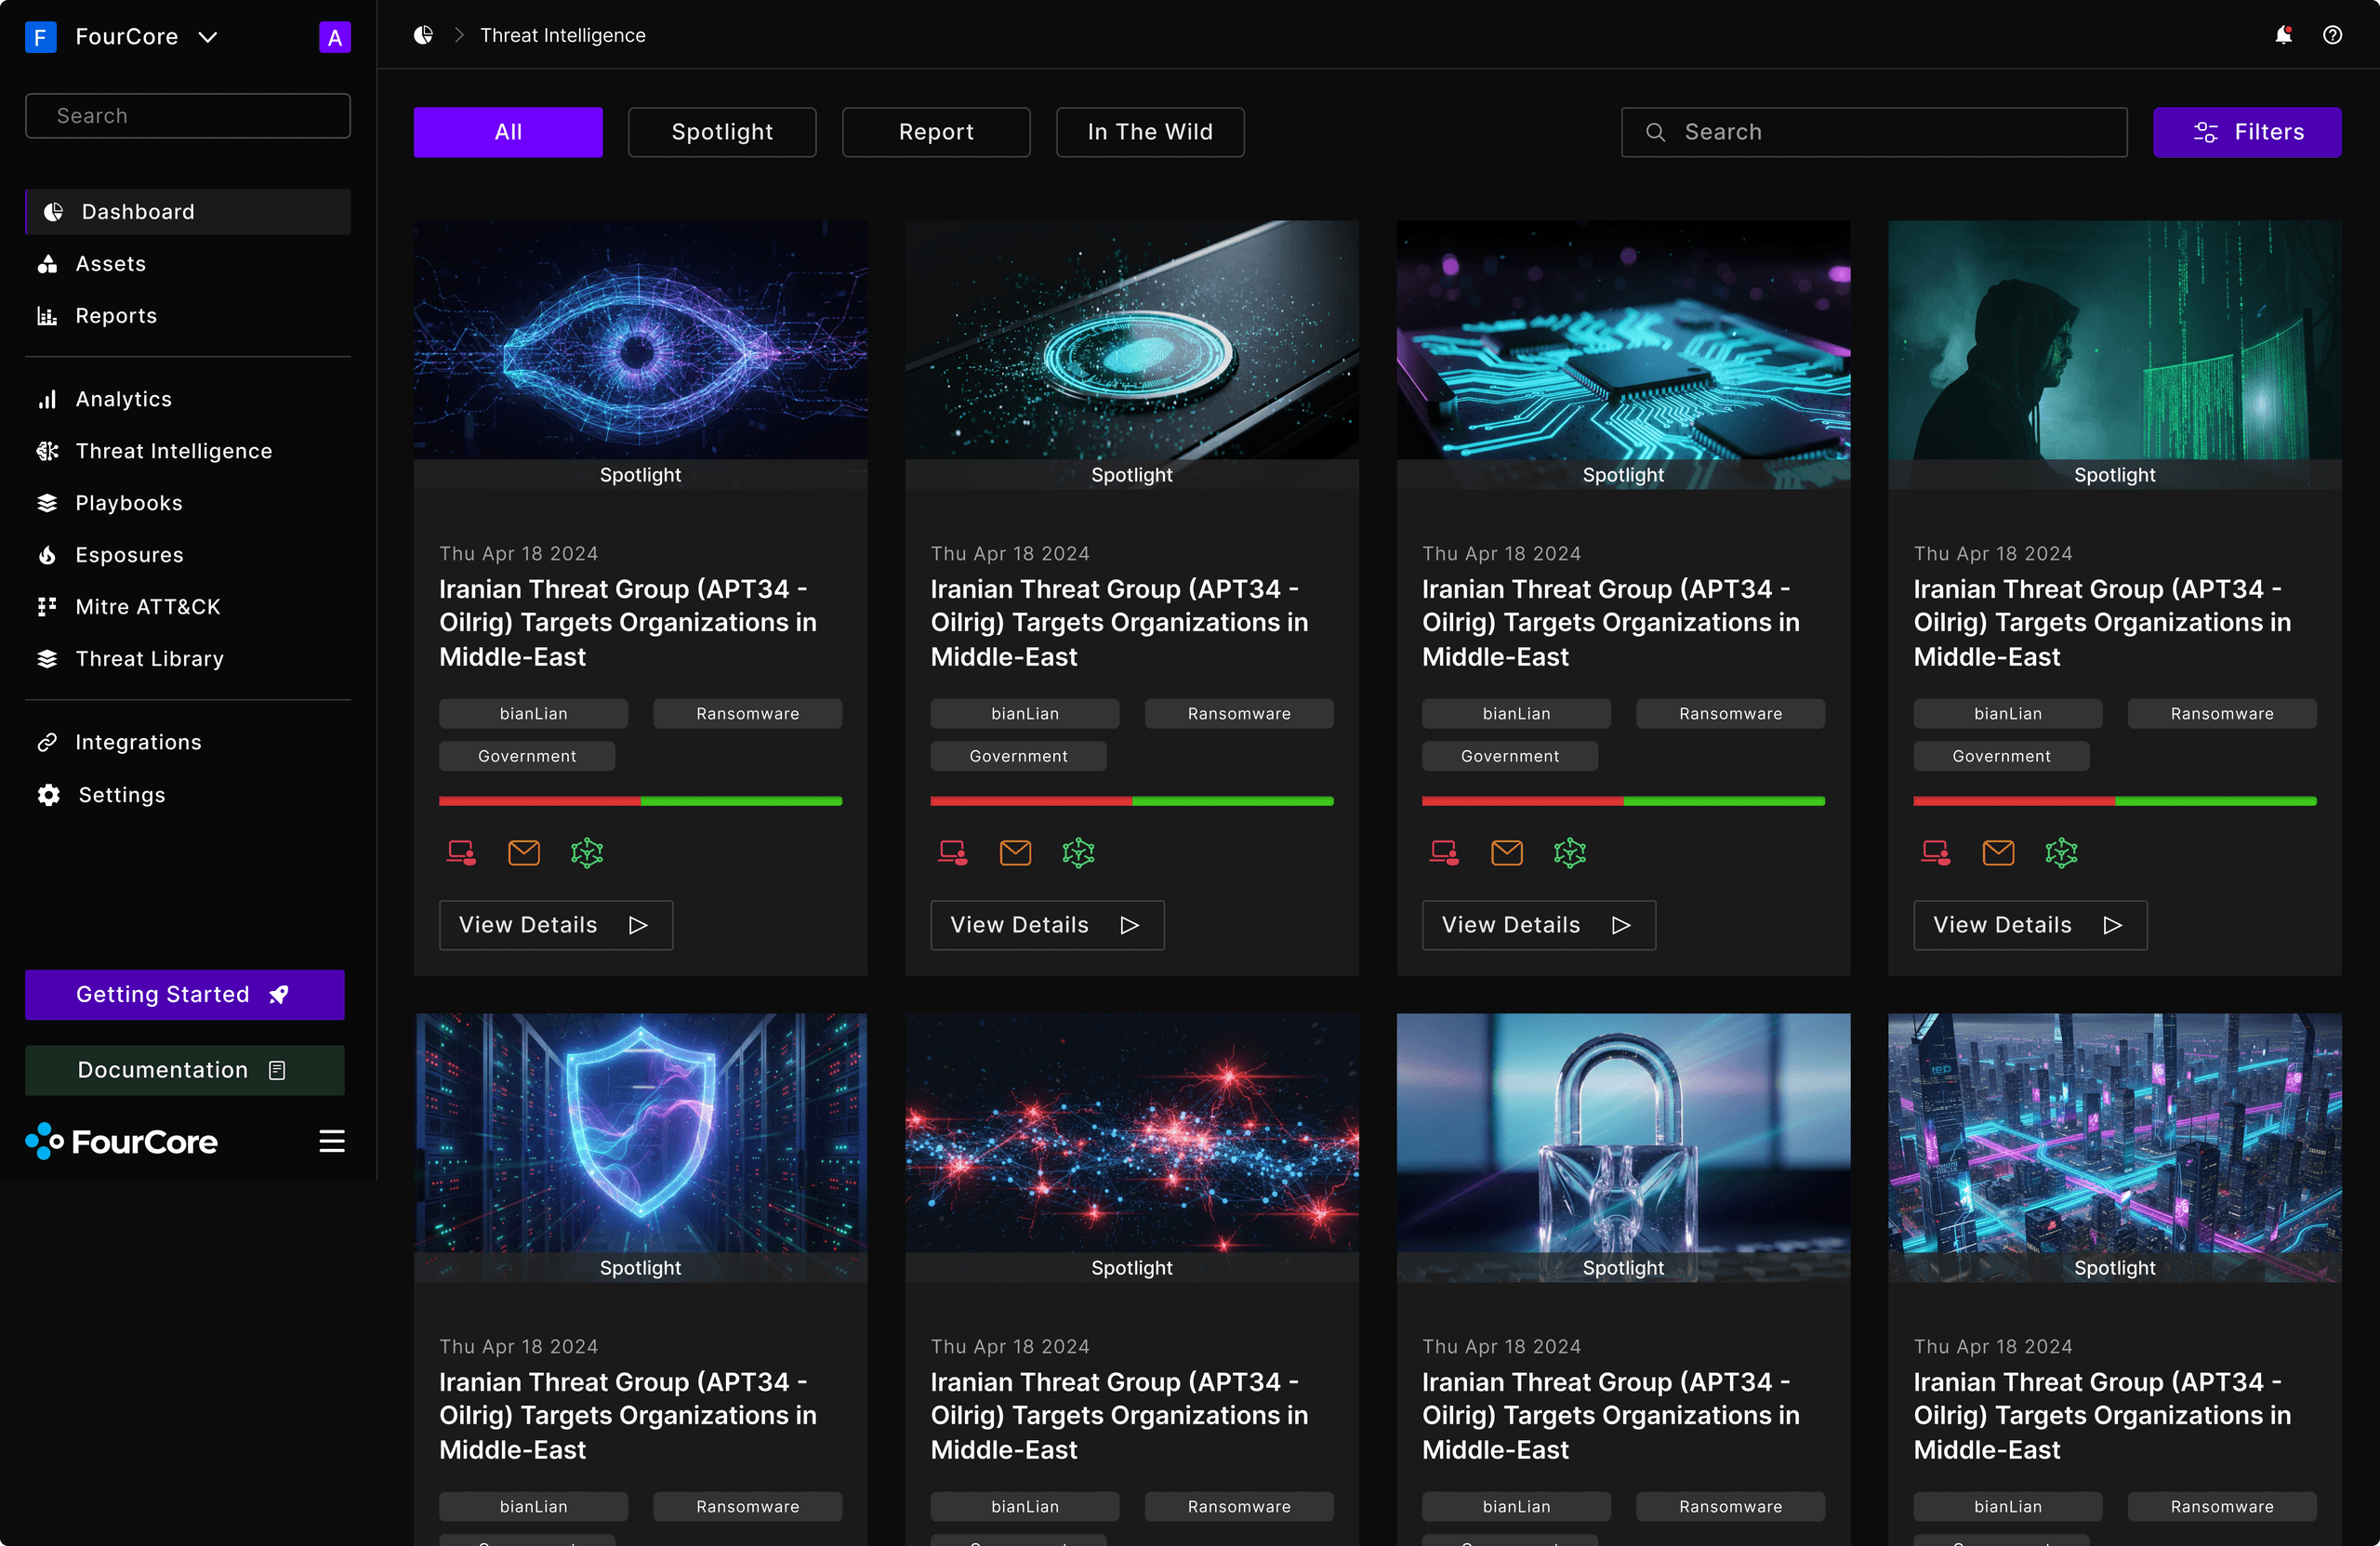 F FourCore A
Threat Intelligence
Search
All Spotlight Report In The Wild Search Filters
Dashboard
Assets
Reports
Analytics
Threat Intelligence
Playbooks
Esposures
Mitre ATT&CK
Threat Library
Integrations
Settings
Getting Started
Documentation
FourCore
Spotlight
Thu Apr 18 2024
Iranian Threat Group (APT34 -
Oilrig) Targets Organizations in
Middle-East
bianLian Ransomware
Government
View Details
Spotlight
Thu Apr 18 2024
Iranian Threat Group (APT34 -
Oilrig) Targets Organizations in
Middle-East
bianLian Ransomware
Government
View Details
Spotlight
Thu Apr 18 2024
Iranian Threat Group (APT34 -
Oilrig) Targets Organizations in
Middle-East
bianLian Ransomware
Government
View Details
Spotlight
Thu Apr 18 2024
Iranian Threat Group (APT34 -
Oilrig) Targets Organizations in
Middle-East
bianLian Ransomware
Government
View Details
Spotlight
Thu Apr 18 2024
Iranian Threat Group (APT34 -
Oilrig) Targets Organizations in
Middle-East
bianLian Ransomware
Spotlight
Thu Apr 18 2024
Iranian Threat Group (APT34 -
Oilrig) Targets Organizations in
Middle-East
bianLian Ransomware
Spotlight
Thu Apr 18 2024
Iranian Threat Group (APT34 -
Oilrig) Targets Organizations in
Middle-East
bianLian Ransomware
Spotlight
Thu Apr 18 2024
Iranian Threat Group (APT34 -
Oilrig) Targets Organizations in
Middle-East
bianLian Ransomware